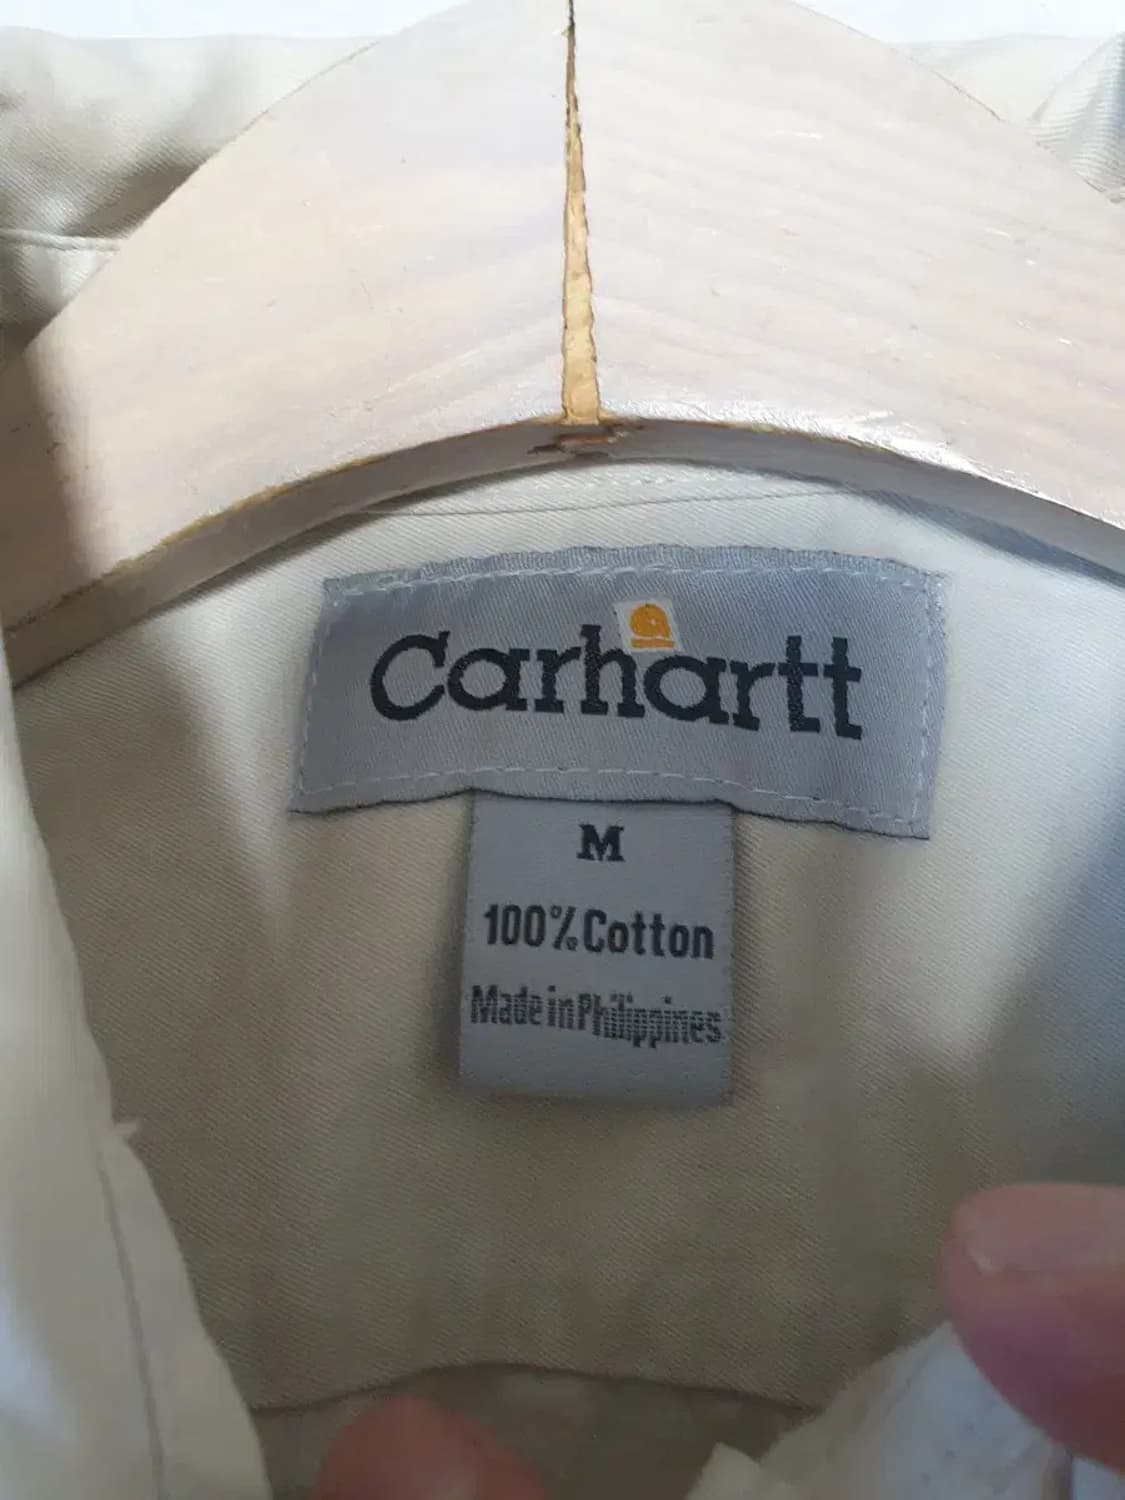 Carhartt
M
100% Cotton
Made in Philippines